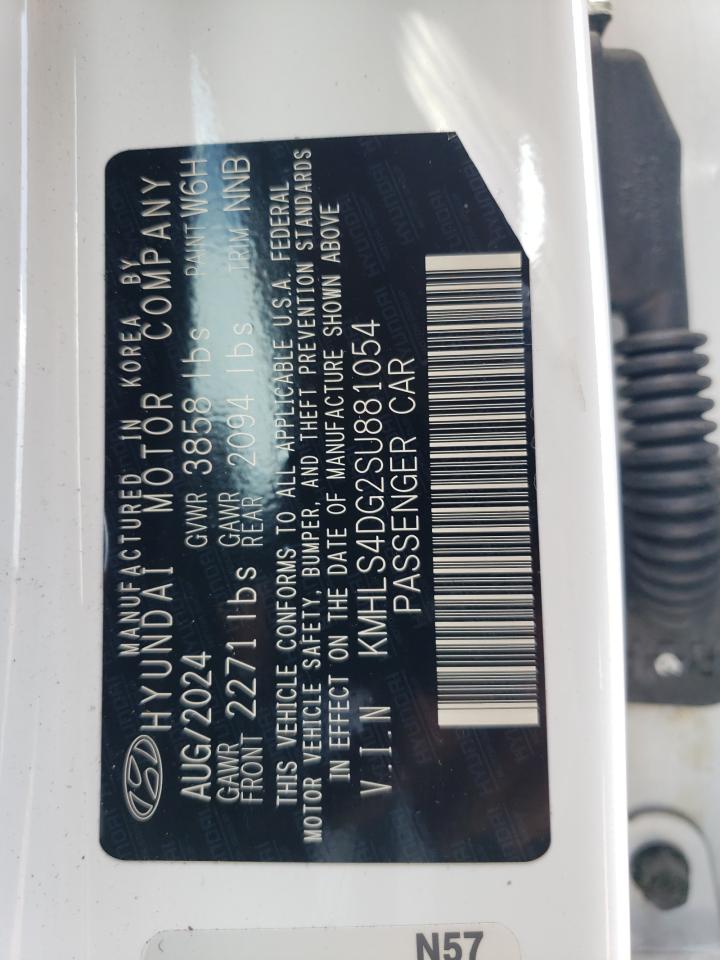 MANUFACTURED IN KOREA BY
HYUNDAI MOTOR COMPANY
AUG/2024 GVWR 3858 lbs PAINT W6H
GAWR FRONT 2271 lbs GAWR REAR 2094 lbs TRIM NNB
THIS VEHICLE CONFORMS TO ALL APPLICABLE U.S.A. FEDERAL
MOTOR VEHICLE SAFETY, BUMPER, AND THEFT PREVENTION STANDARDS
IN EFFECT ON THE DATE OF MANUFACTURE SHOWN ABOVE
V.I.N KMHLS4DG2SU881054
PASSENGER CAR
N57